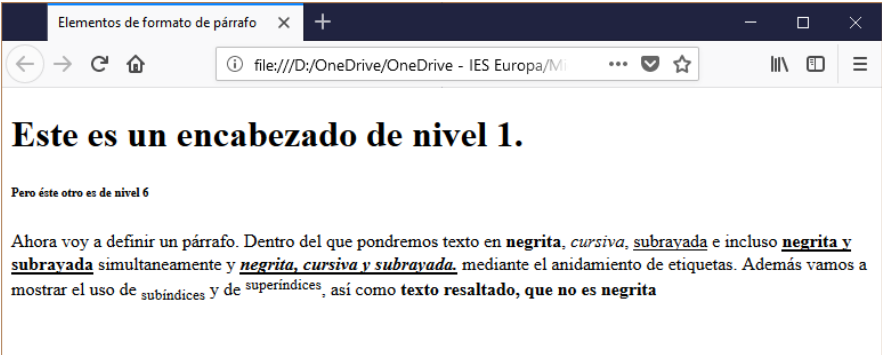 Elementos de formato de párrafo
file:///D:/OneDrive/OneDrive - IES Europa/Mi
Este es un encabezado de nivel 1.
Pero éste otro es de nivel 6
Ahora voy a definir un párrafo. Dentro del que pondremos texto en negrita, cursiva, subrayada e incluso negrita y
subrayada simultaneamente y negrita, cursiva y subrayada. mediante el anidamiento de etiquetas. Además vamos a
mostrar el uso de subíndices y de superíndices, así como texto resaltado, que no es negrita